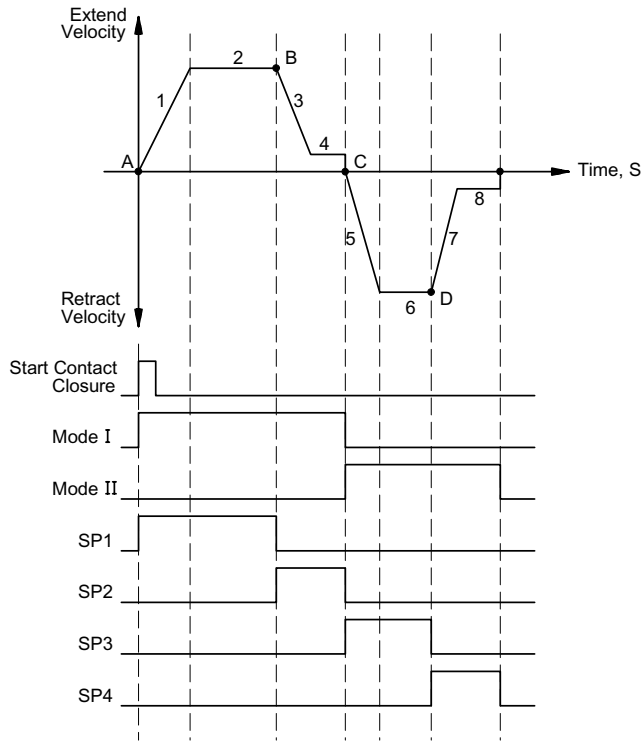 Extend
Velocity
2
B
1
3
4
A
C
Time, S
8
5
7
6
D
Retract
Velocity
Start Contact
Closure
Mode I
Mode II
SP1
SP2
SP3
SP4